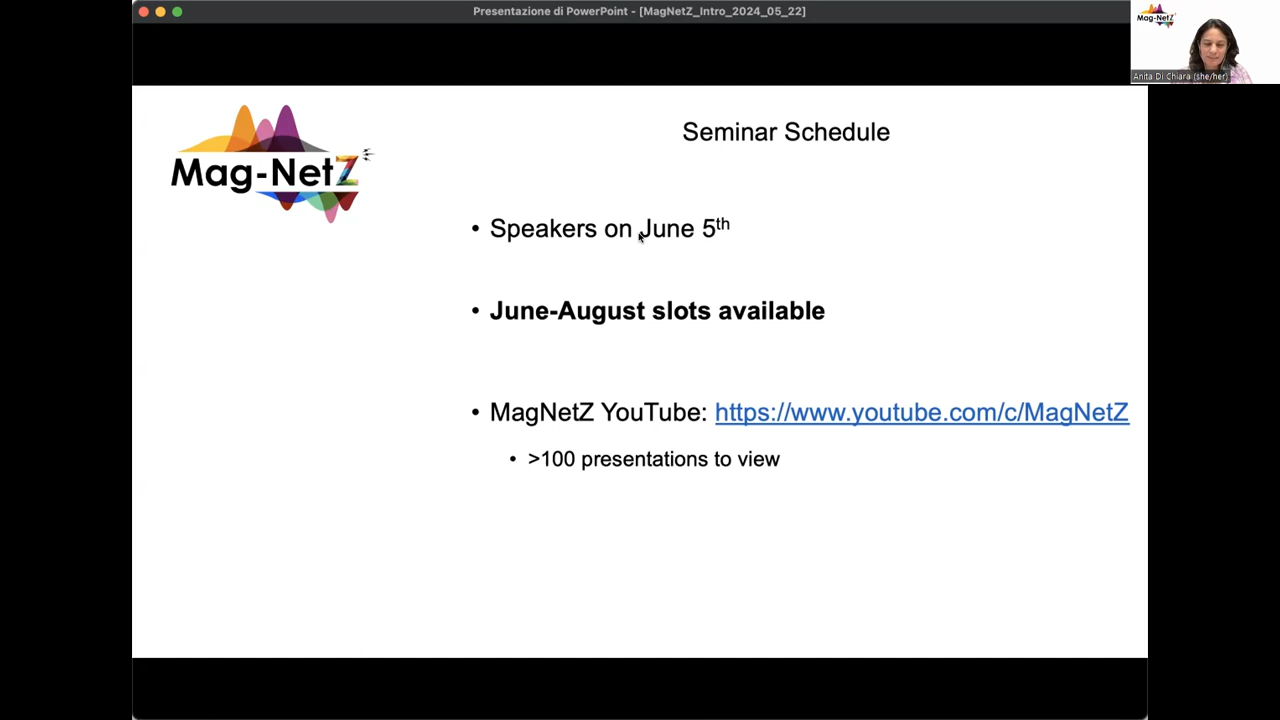 Presentazione di PowerPoint - [MagNetZ_Intro_2024_05_22]
Mag-NetZ
Anita Di Chiara (she/her)
Mag-NetZ
Seminar Schedule
• Speakers on June 5th
• June-August slots available
• MagNetZ YouTube: https://www.youtube.com/c/MagNetZ
• >100 presentations to view